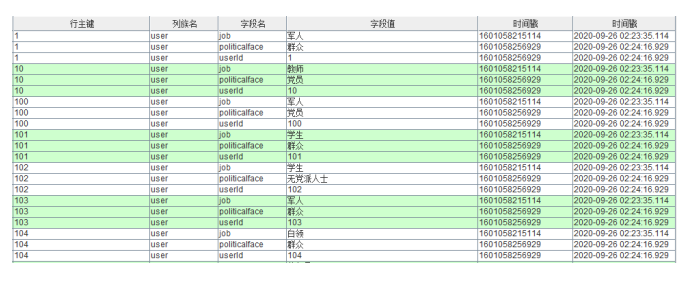 行主键 列族名 字段名 字段值 时间戳 时间戳
1 user job 军人 1601058215114 2020-09-26 02:23:35.114
1 user politicalface 群众 1601058256929 2020-09-26 02:24:16.929
1 user userId 1 1601058256929 2020-09-26 02:24:16.929
10 user job 教师 1601058215114 2020-09-26 02:23:35.114
10 user politicalface 党员 1601058256929 2020-09-26 02:24:16.929
10 user userId 10 1601058256929 2020-09-26 02:24:16.929
100 user job 军人 1601058215114 2020-09-26 02:23:35.114
100 user politicalface 党员 1601058256929 2020-09-26 02:24:16.929
100 user userId 100 1601058256929 2020-09-26 02:24:16.929
101 user job 学生 1601058215114 2020-09-26 02:23:35.114
101 user politicalface 群众 1601058256929 2020-09-26 02:24:16.929
101 user userId 101 1601058256929 2020-09-26 02:24:16.929
102 user job 学生 1601058215114 2020-09-26 02:23:35.114
102 user politicalface 无党派人士 1601058256929 2020-09-26 02:24:16.929
102 user userId 102 1601058256929 2020-09-26 02:24:16.929
103 user job 军人 1601058215114 2020-09-26 02:23:35.114
103 user politicalface 群众 1601058256929 2020-09-26 02:24:16.929
103 user userId 103 1601058256929 2020-09-26 02:24:16.929
104 user job 白领 1601058215114 2020-09-26 02:23:35.114
104 user politicalface 群众 1601058256929 2020-09-26 02:24:16.929
104 user userId 104 1601058256929 2020-09-26 02:24:16.929